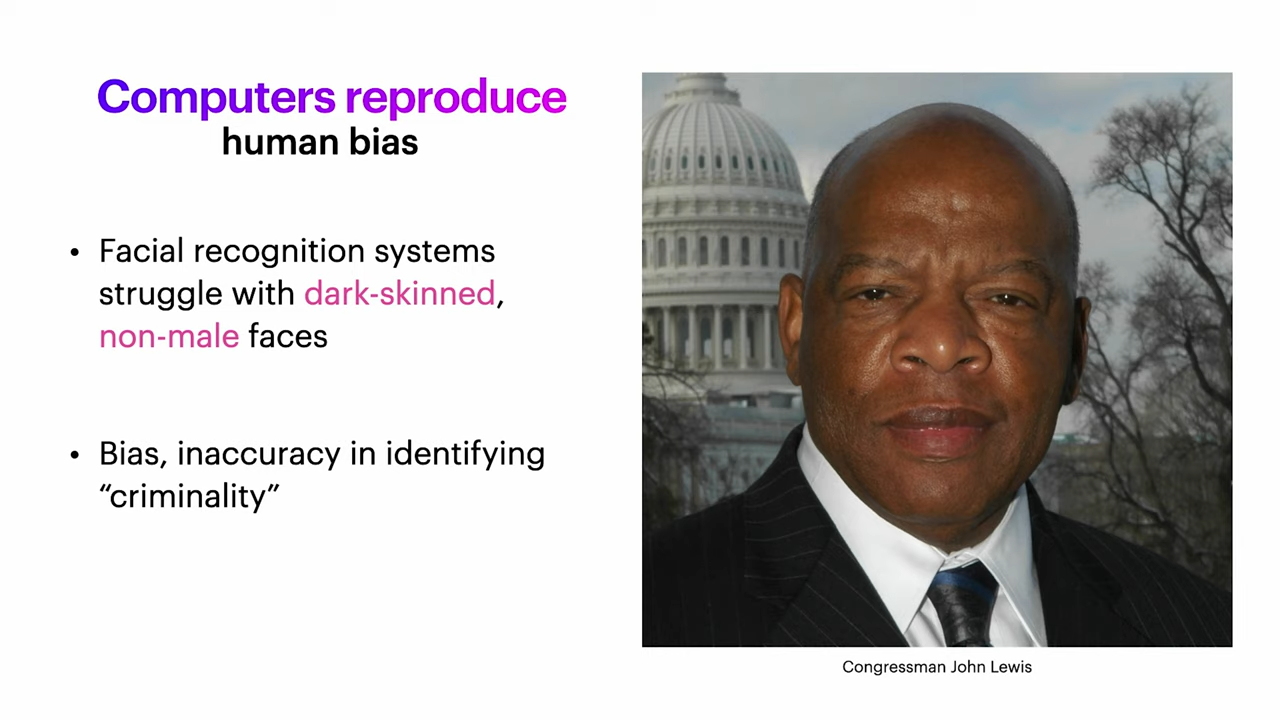 Computers reproduce
human bias
• Facial recognition systems
struggle with dark-skinned,
non-male faces
• Bias, inaccuracy in identifying
“criminality”
Congressman John Lewis